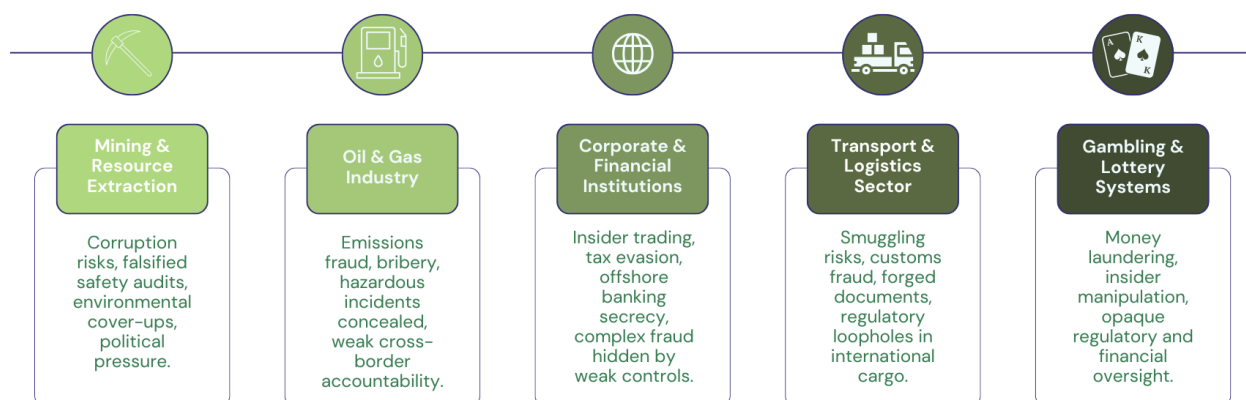 Mining &
Resource
Extraction
Corruption
risks, falsified
safety audits,
environmental
cover-ups,
political
pressure.
Oil & Gas
Industry
Emissions
fraud, bribery,
hazardous
incidents
concealed,
weak cross-
border
accountability.
Corporate &
Financial
Institutions
Insider trading,
tax evasion,
offshore
banking
secrecy,
complex fraud
hidden by
weak controls.
Transport &
Logistics
Sector
Smuggling
risks, customs
fraud, forged
documents,
regulatory
loopholes in
international
cargo.
A
K
K
Gambling &
Lottery
Systems
Money
laundering,
insider
manipulation,
opaque
regulatory and
financial
oversight.